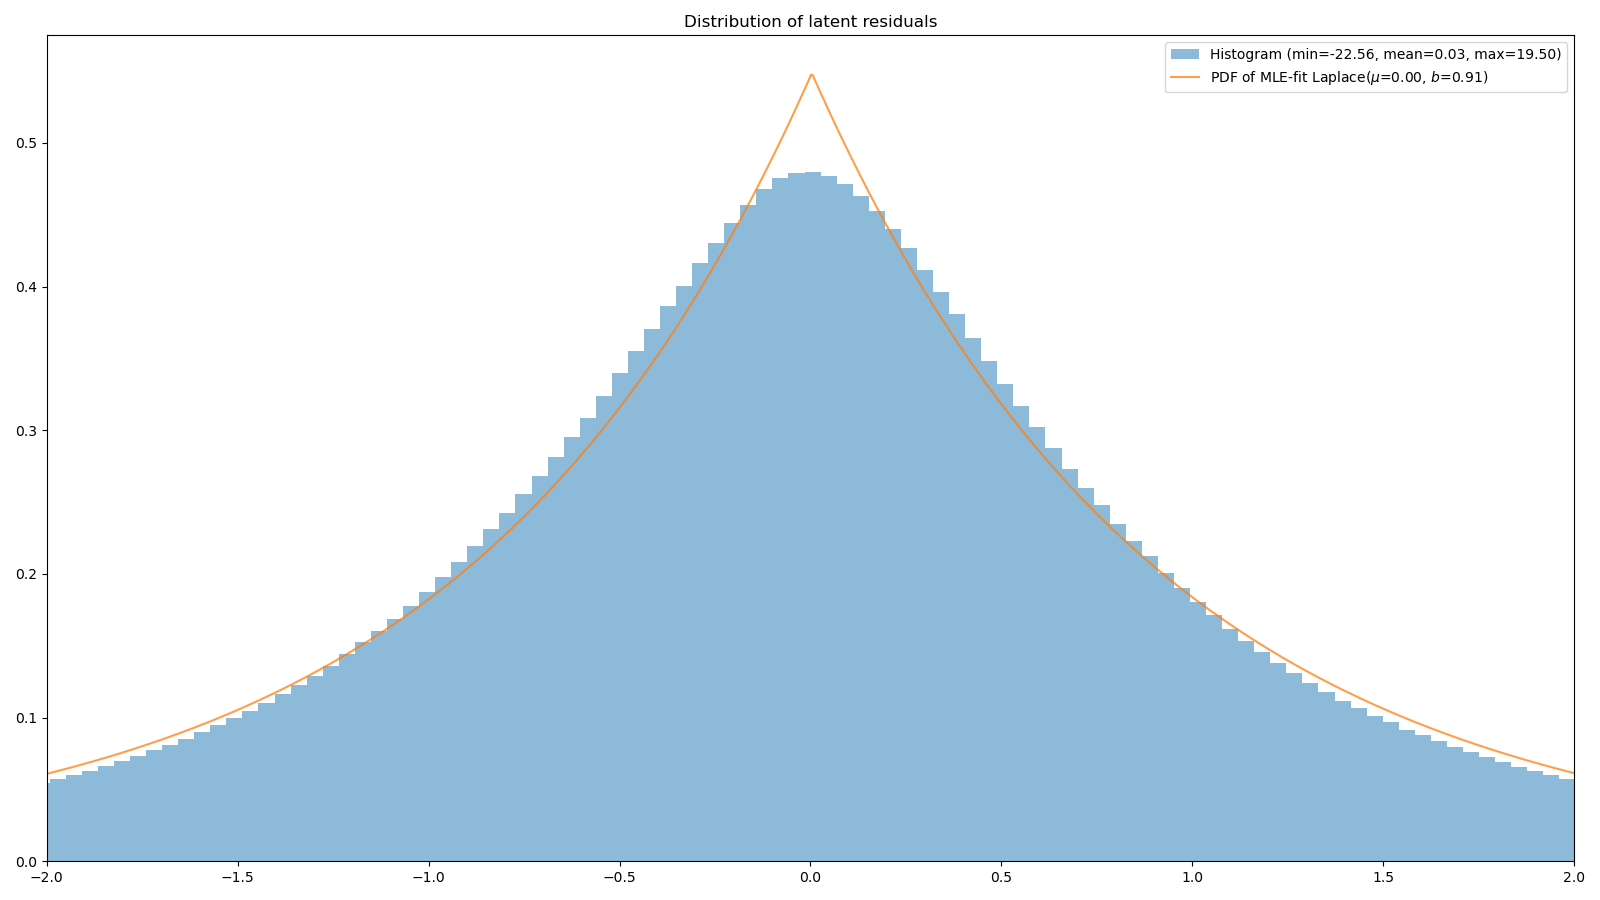 Distribution of latent residuals
Histogram (min=-22.56, mean=0.03, max=19.50)
PDF of MLE-fit Laplace(μ=0.00, b=0.91)
0.5
0.4
0.3
0.2
0.1
0.0
−2.0 −1.5 −1.0 −0.5 0.0 0.5 1.0 1.5 2.0